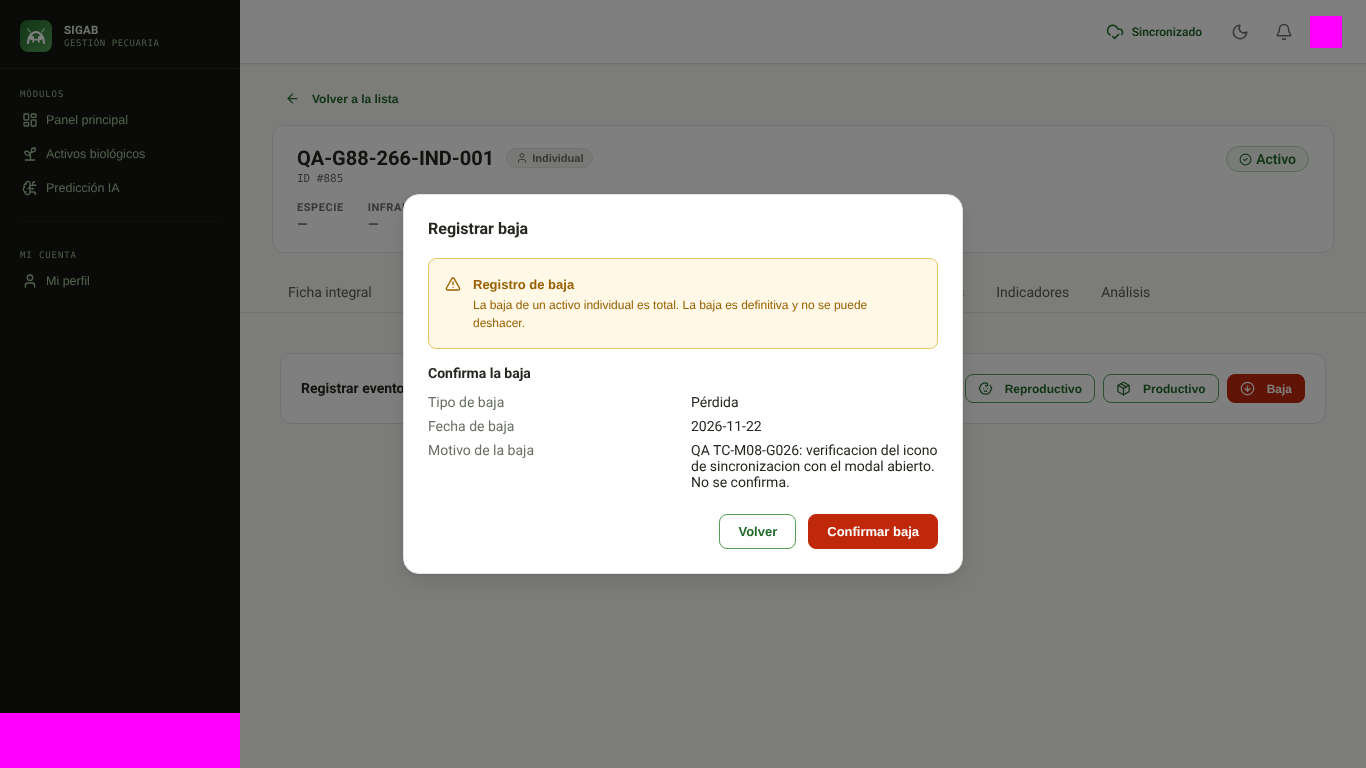 SIGAB
GESTIÓN PECUARIA
MÓDULOS
Panel principal
Activos biológicos
Predicción IA
MI CUENTA
Mi perfil
Sincronizado
Volver a la lista
QA-G88-266-IND-001
Individual
Activo
ID #885
ESPECIE
—
—
Ficha integral
Indicadores
Análisis
Registrar evento
Reproductivo
Productivo
Baja
Registrar baja
Registro de baja
La baja de un activo individual es total. La baja es definitiva y no se puede
deshacer.
Confirma la baja
Tipo de baja
Pérdida
Fecha de baja
2026-11-22
Motivo de la baja
QA TC-M08-G026: verificacion del icono
de sincronizacion con el modal abierto.
No se confirma.
Volver
Confirmar baja